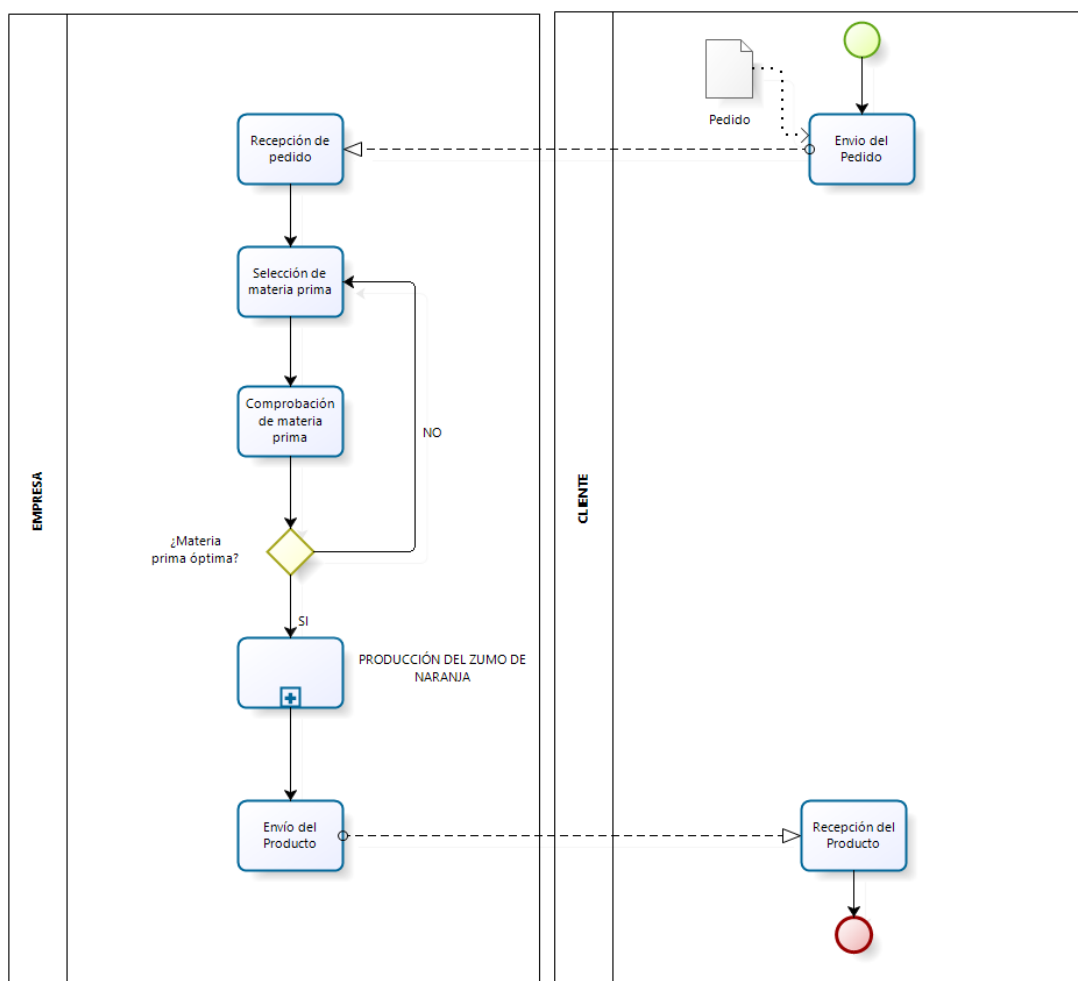 EMPRESA
Recepción de
pedido
Selección de
materia prima
Comprobación
de materia
prima
NO
¿Materia
prima óptima?
SI
PRODUCCIÓN DEL ZUMO DE
NARANJA
Envío del
Producto
CLIENTE
Pedido
Envio del
Pedido
Recepción del
Producto